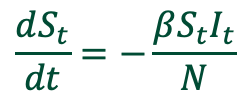 dS_t/dt = − βS_tI_t/N